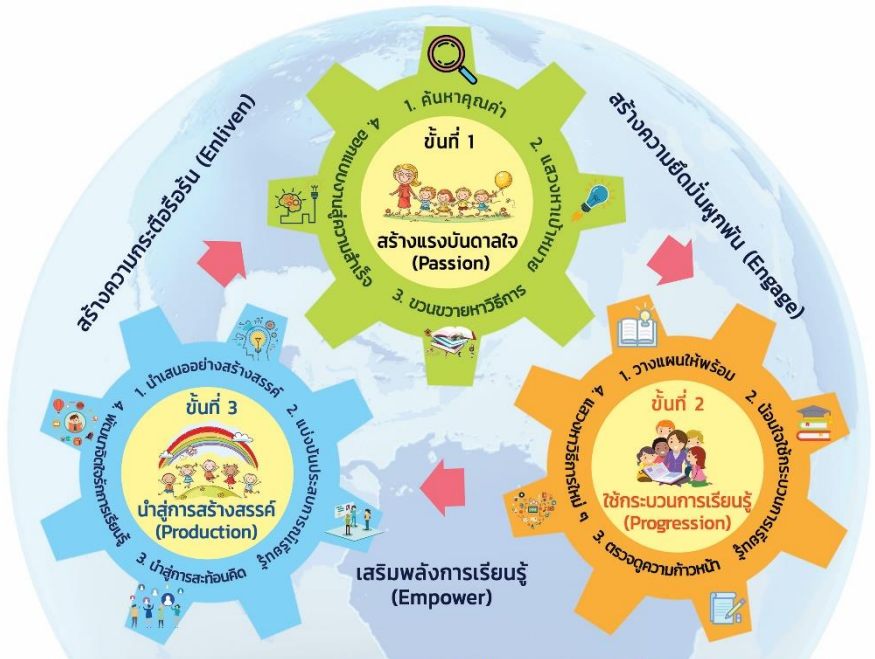 สร้างความกระตือรือร้น (Enliven)
สร้างความยึดมั่นผูกพัน (Engage)
เสริมพลังการเรียนรู้
(Empower)
ขั้นที่ 1
สร้างแรงบันดาลใจ
(Passion)
1. ค้นหาคุณค่า
2. แสวงหาเป้าหมาย
3. ขวนขวายหาวิธีการ
4. ออกแบบงานสู่ความสำเร็จ
ขั้นที่ 2
ใช้กระบวนการเรียนรู้
(Progression)
1. วางแผนให้พร้อม
2. น้อมใจใช้กระบวนการเรียนรู้
3. ตรวจดูความก้าวหน้า
4. แสวงหาวิธีการใหม่ ๆ
ขั้นที่ 3
นำสู่การสร้างสรรค์
(Production)
1. นำเสนออย่างสร้างสรรค์
2. แบ่งปันประสบการณ์เรียนรู้
3. นำสู่การสะท้อนคิด
4. พัฒนาจิตใจรักการเรียนรู้